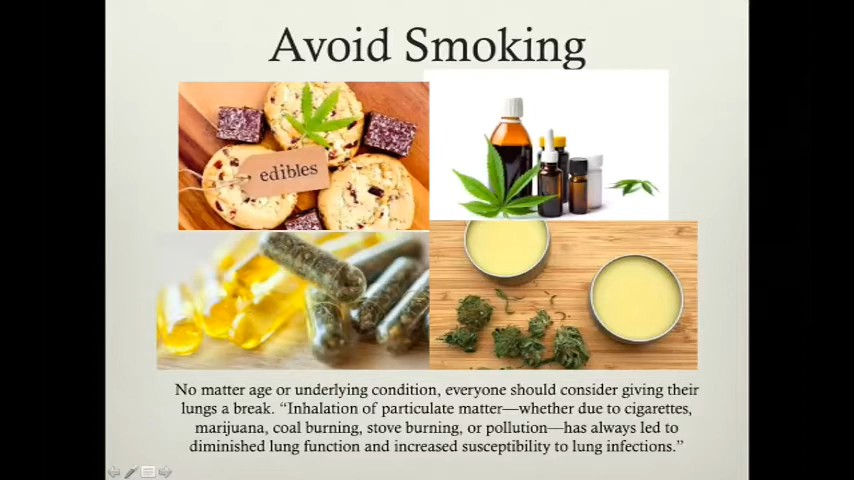 Avoid Smoking
edibles
No matter age or underlying condition, everyone should consider giving their
lungs a break. “Inhalation of particulate matter—whether due to cigarettes,
marijuana, coal burning, stove burning, or pollution—has always led to
diminished lung function and increased susceptibility to lung infections.”